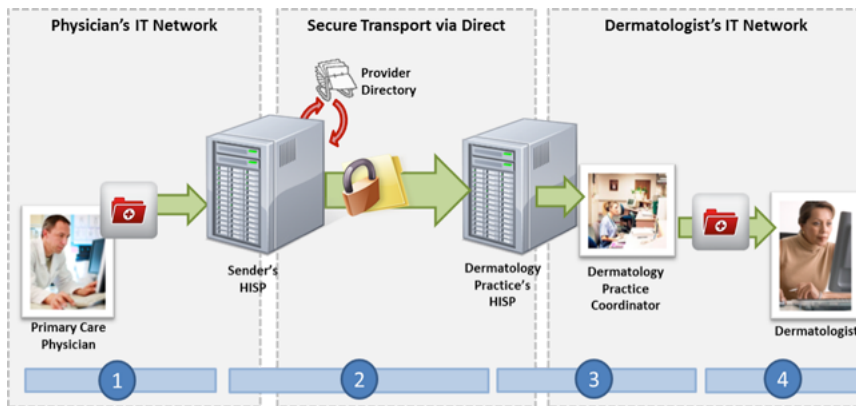 Physician's IT Network
Secure Transport via Direct
Dermatologist's IT Network
Provider
Directory
Sender's
HISP
Dermatology
Practice's
HISP
Dermatology
Practice
Coordinator
Primary Care
Physician
Dermatologist
1
2
3
4